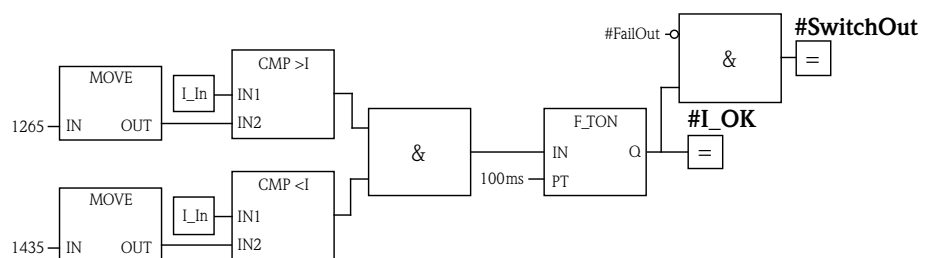 #FailOut
&
#SwitchOut
=
MOVE
1265
IN
OUT
I_In
CMP >I
IN1
IN2
&
F_TON
IN
Q
100ms
PT
#I_OK
=
MOVE
1435
IN
OUT
I_In
CMP <I
IN1
IN2